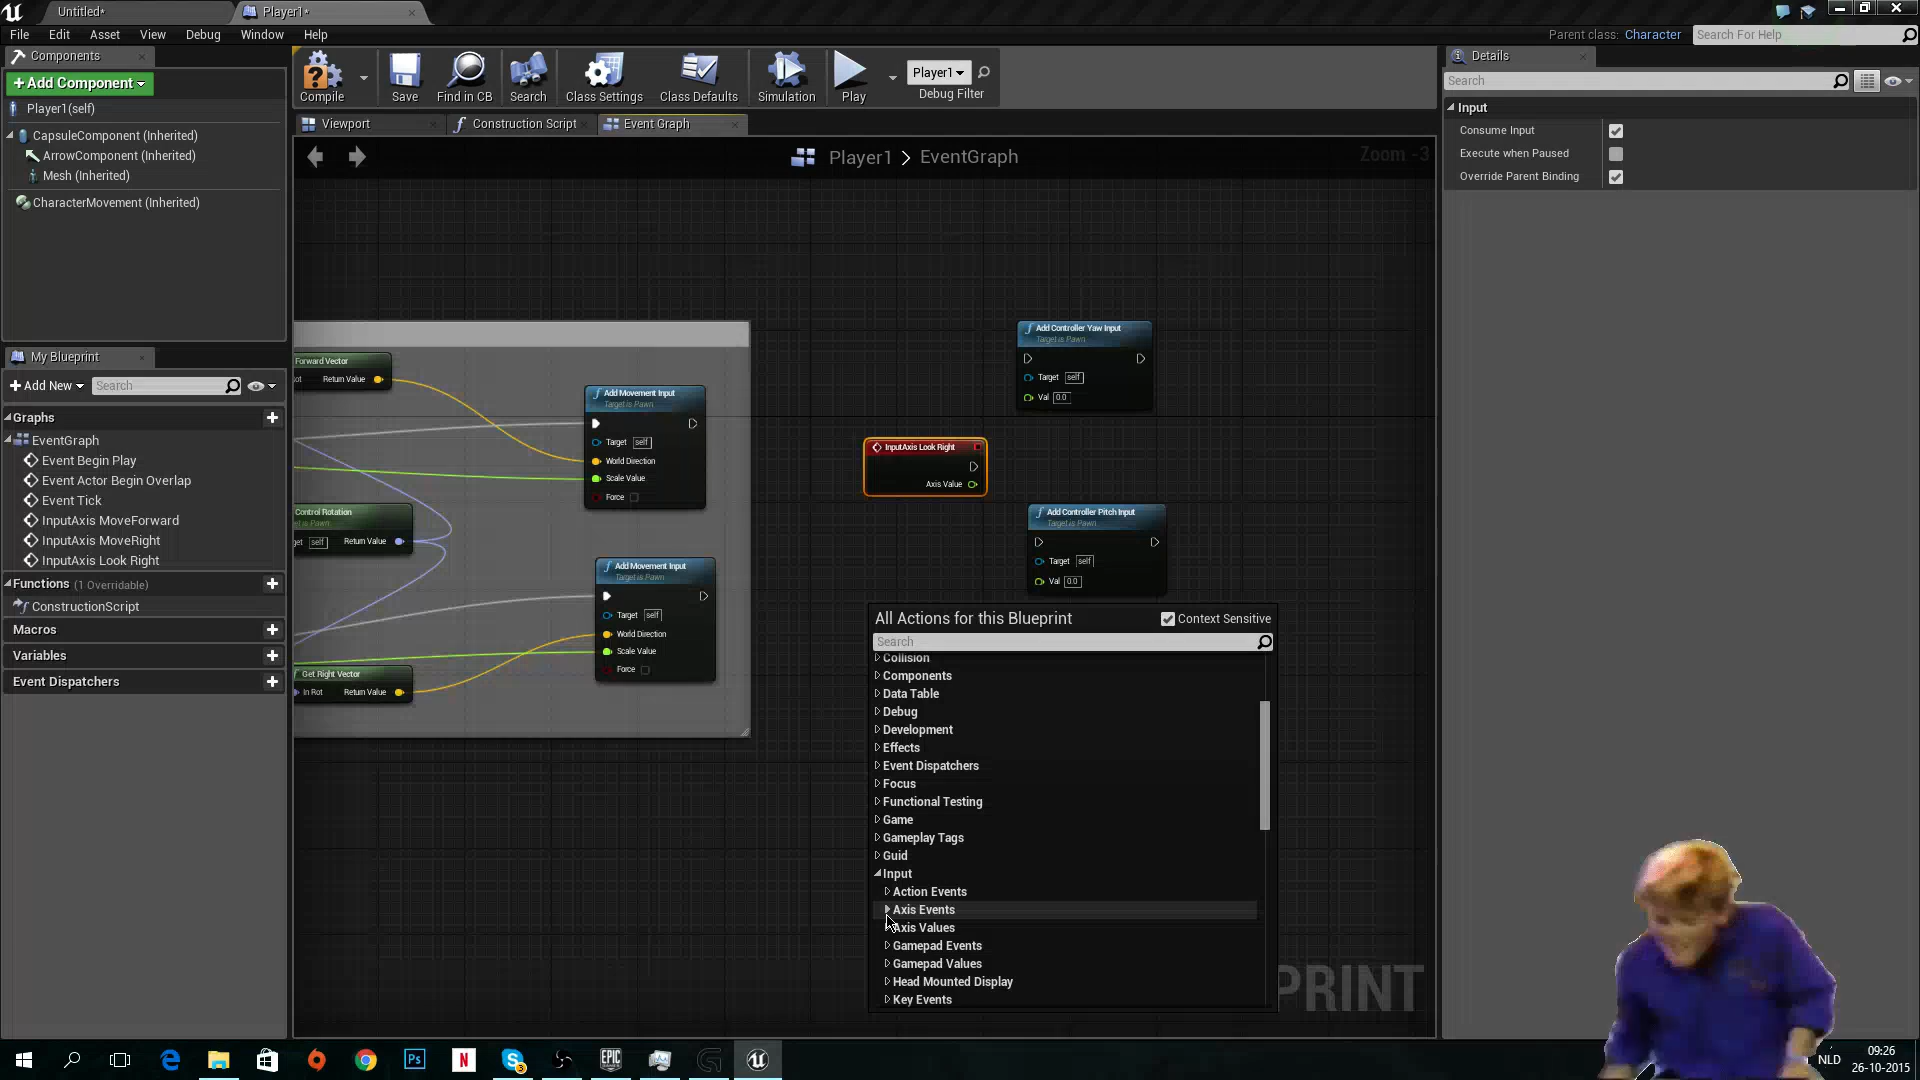 Untitled*
Player1*
File Edit Asset View Debug Window Help
Parent class: Character
Search For Help
Components
Add Component
Player1(self)
CapsuleComponent (Inherited)
ArrowComponent (Inherited)
Mesh (Inherited)
CharacterMovement (Inherited)
Compile
Save
Find in CB
Search
Class Settings
Class Defaults
Simulation
Play
Player1
Debug Filter
Viewport
Construction Script
Event Graph
Player1 > EventGraph
Zoom -3
Details
Search
Input
Consume Input
Execute when Paused
Override Parent Binding
My Blueprint
Add New
Search
Graphs
EventGraph
Event Begin Play
Event Actor Begin Overlap
Event Tick
InputAxis MoveForward
InputAxis MoveRight
InputAxis Look Right
Functions (1 Overridable)
ConstructionScript
Macros
Variables
Event Dispatchers
Forward Vector
Return Value
Add Movement Input
Target is Pawn
Target self
World Direction
Scale Value
Force
Control Rotation
self
Return Value
Add Movement Input
Target is Pawn
Target self
World Direction
Scale Value
Force
Get Right Vector
In Rot Return Value
Add Controller Yaw Input
Target is Pawn
Target self
Val 0.0
InputAxis Look Right
Axis Value
Add Controller Pitch Input
Target is Pawn
Target self
Val 0.0
All Actions for this Blueprint
Context Sensitive
Search
Collision
Components
Data Table
Debug
Development
Effects
Event Dispatchers
Focus
Functional Testing
Game
Gameplay Tags
Guid
Input
Action Events
Axis Events
Axis Values
Gamepad Events
Gamepad Values
Head Mounted Display
Key Events
PRINT
Ps
N
3
EPIC
GAMES
NLD
09:26
26-10-2015